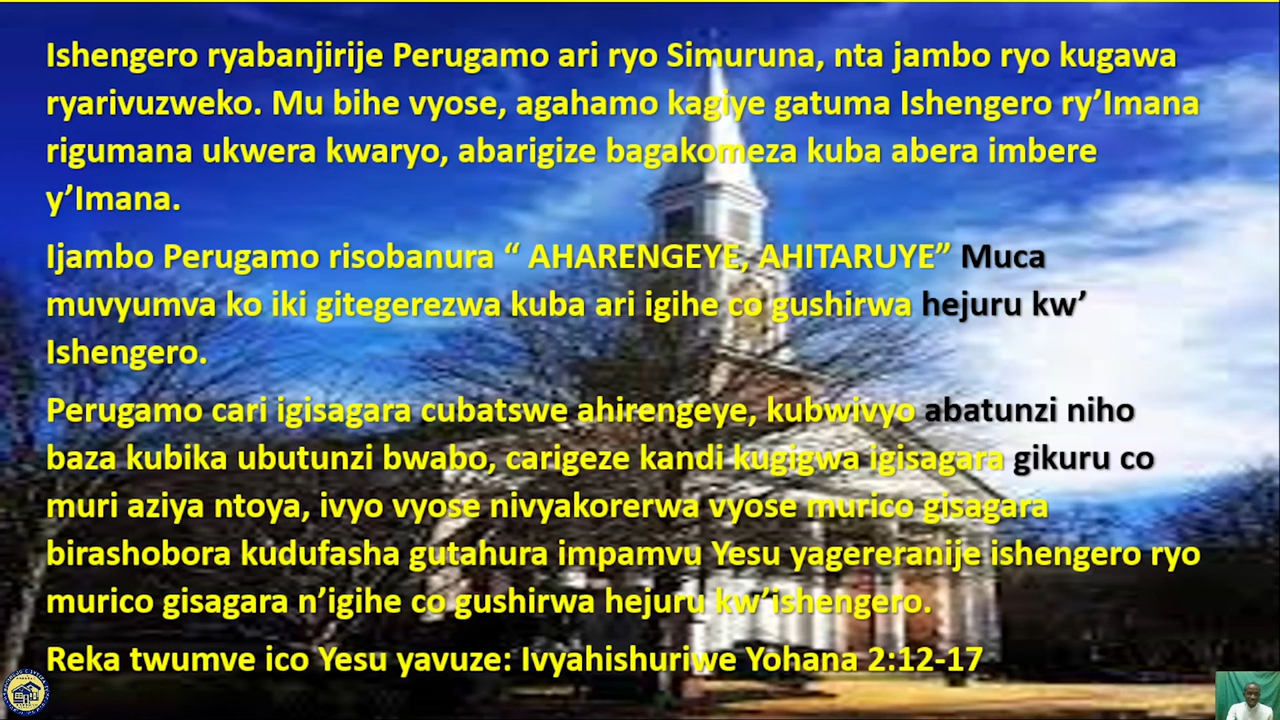 Ishengero ryabanjirije Perugamo ari ryo Simuruna, nta jambo ryo kugawa
ryarivuzweko. Mu bihe vyose, agahamo kagiye gatuma Ishengero ry’Imana
rigumana ukwera kwaryo, abarigize bagakomeza kuba abera imbere
y’Imana.
Ijambo Perugamo risobanura “ AHARENGEYE, AHITARUYE” Muca
muvyumva ko iki gitegerezwa kuba ari igihe co gushirwa hejuru kw’
Ishengero.
Perugamo cari igisagara cubatswe ahirengeye, kubwivyo abatunzi niho
baza kubika ubutunzi bwabo, carigeze kandi kugigwa igisagara gikuru co
muri aziya ntoya, ivyo vyose nivyakorerwa vyose murico gisagara
birashobora kudufasha gutahura impamvu Yesu yagereranije ishengero ryo
murico gisagara n’igihe co gushirwa hejuru kw’ishengero.
Reka twumve ico Yesu yavuze: Ivyahishuriwe Yohana 2:12-17